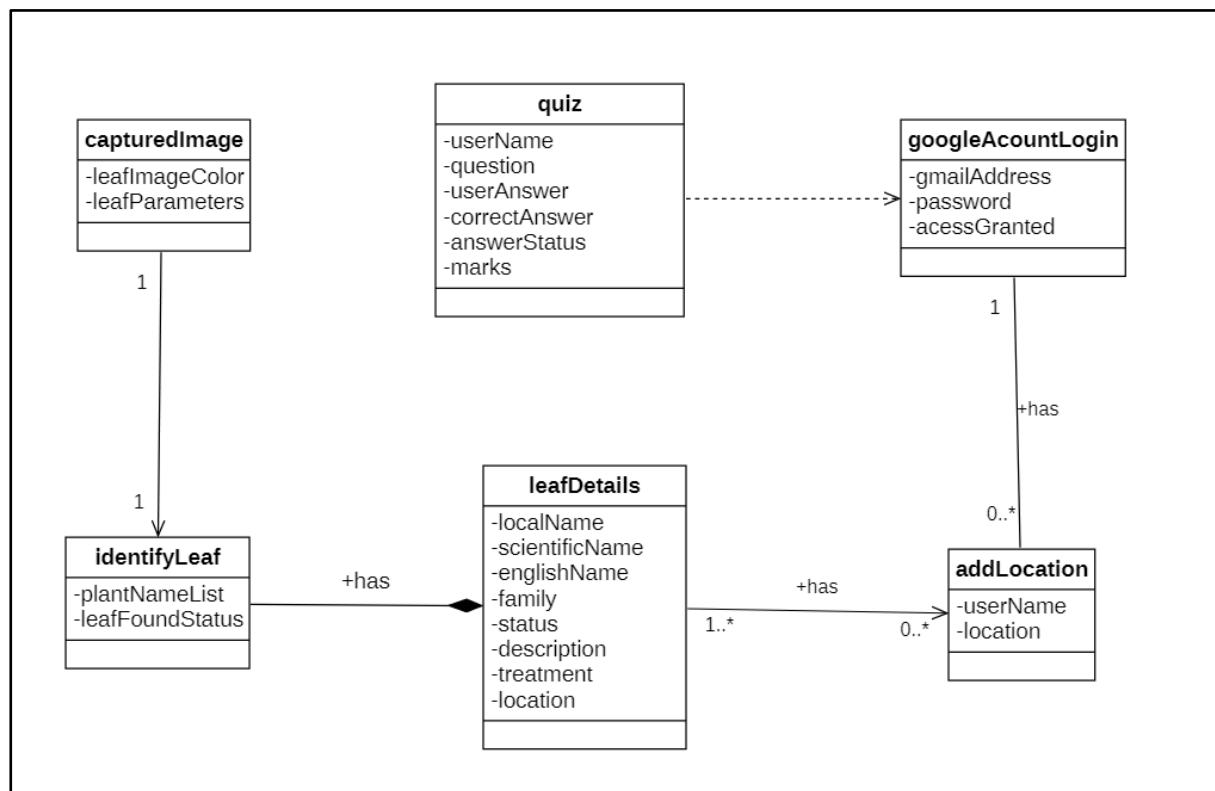 capturedImage
-leafImageColor
-leafParameters
quiz
-userName
-question
-userAnswer
-correctAnswer
-answerStatus
-marks
googleAcountLogin
-gmailAddress
-password
-acessGranted
1
1
1
+has
0..*
identifyLeaf
-plantNameList
-leafFoundStatus
+has
leafDetails
-localName
-scientificName
-englishName
-family
-status
-description
-treatment
-location
+has
1..*
0..*
addLocation
-userName
-location